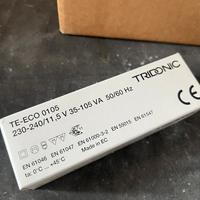 TRIDONIC
TE-ECO 0105
230-240/11,5 V 35-105 VA 50/60 Hz
EN 61046 EN 61047 EN 61000-3-2 EN 55015 EN 61547
ta: 0°C ... +45°C
Made in EC